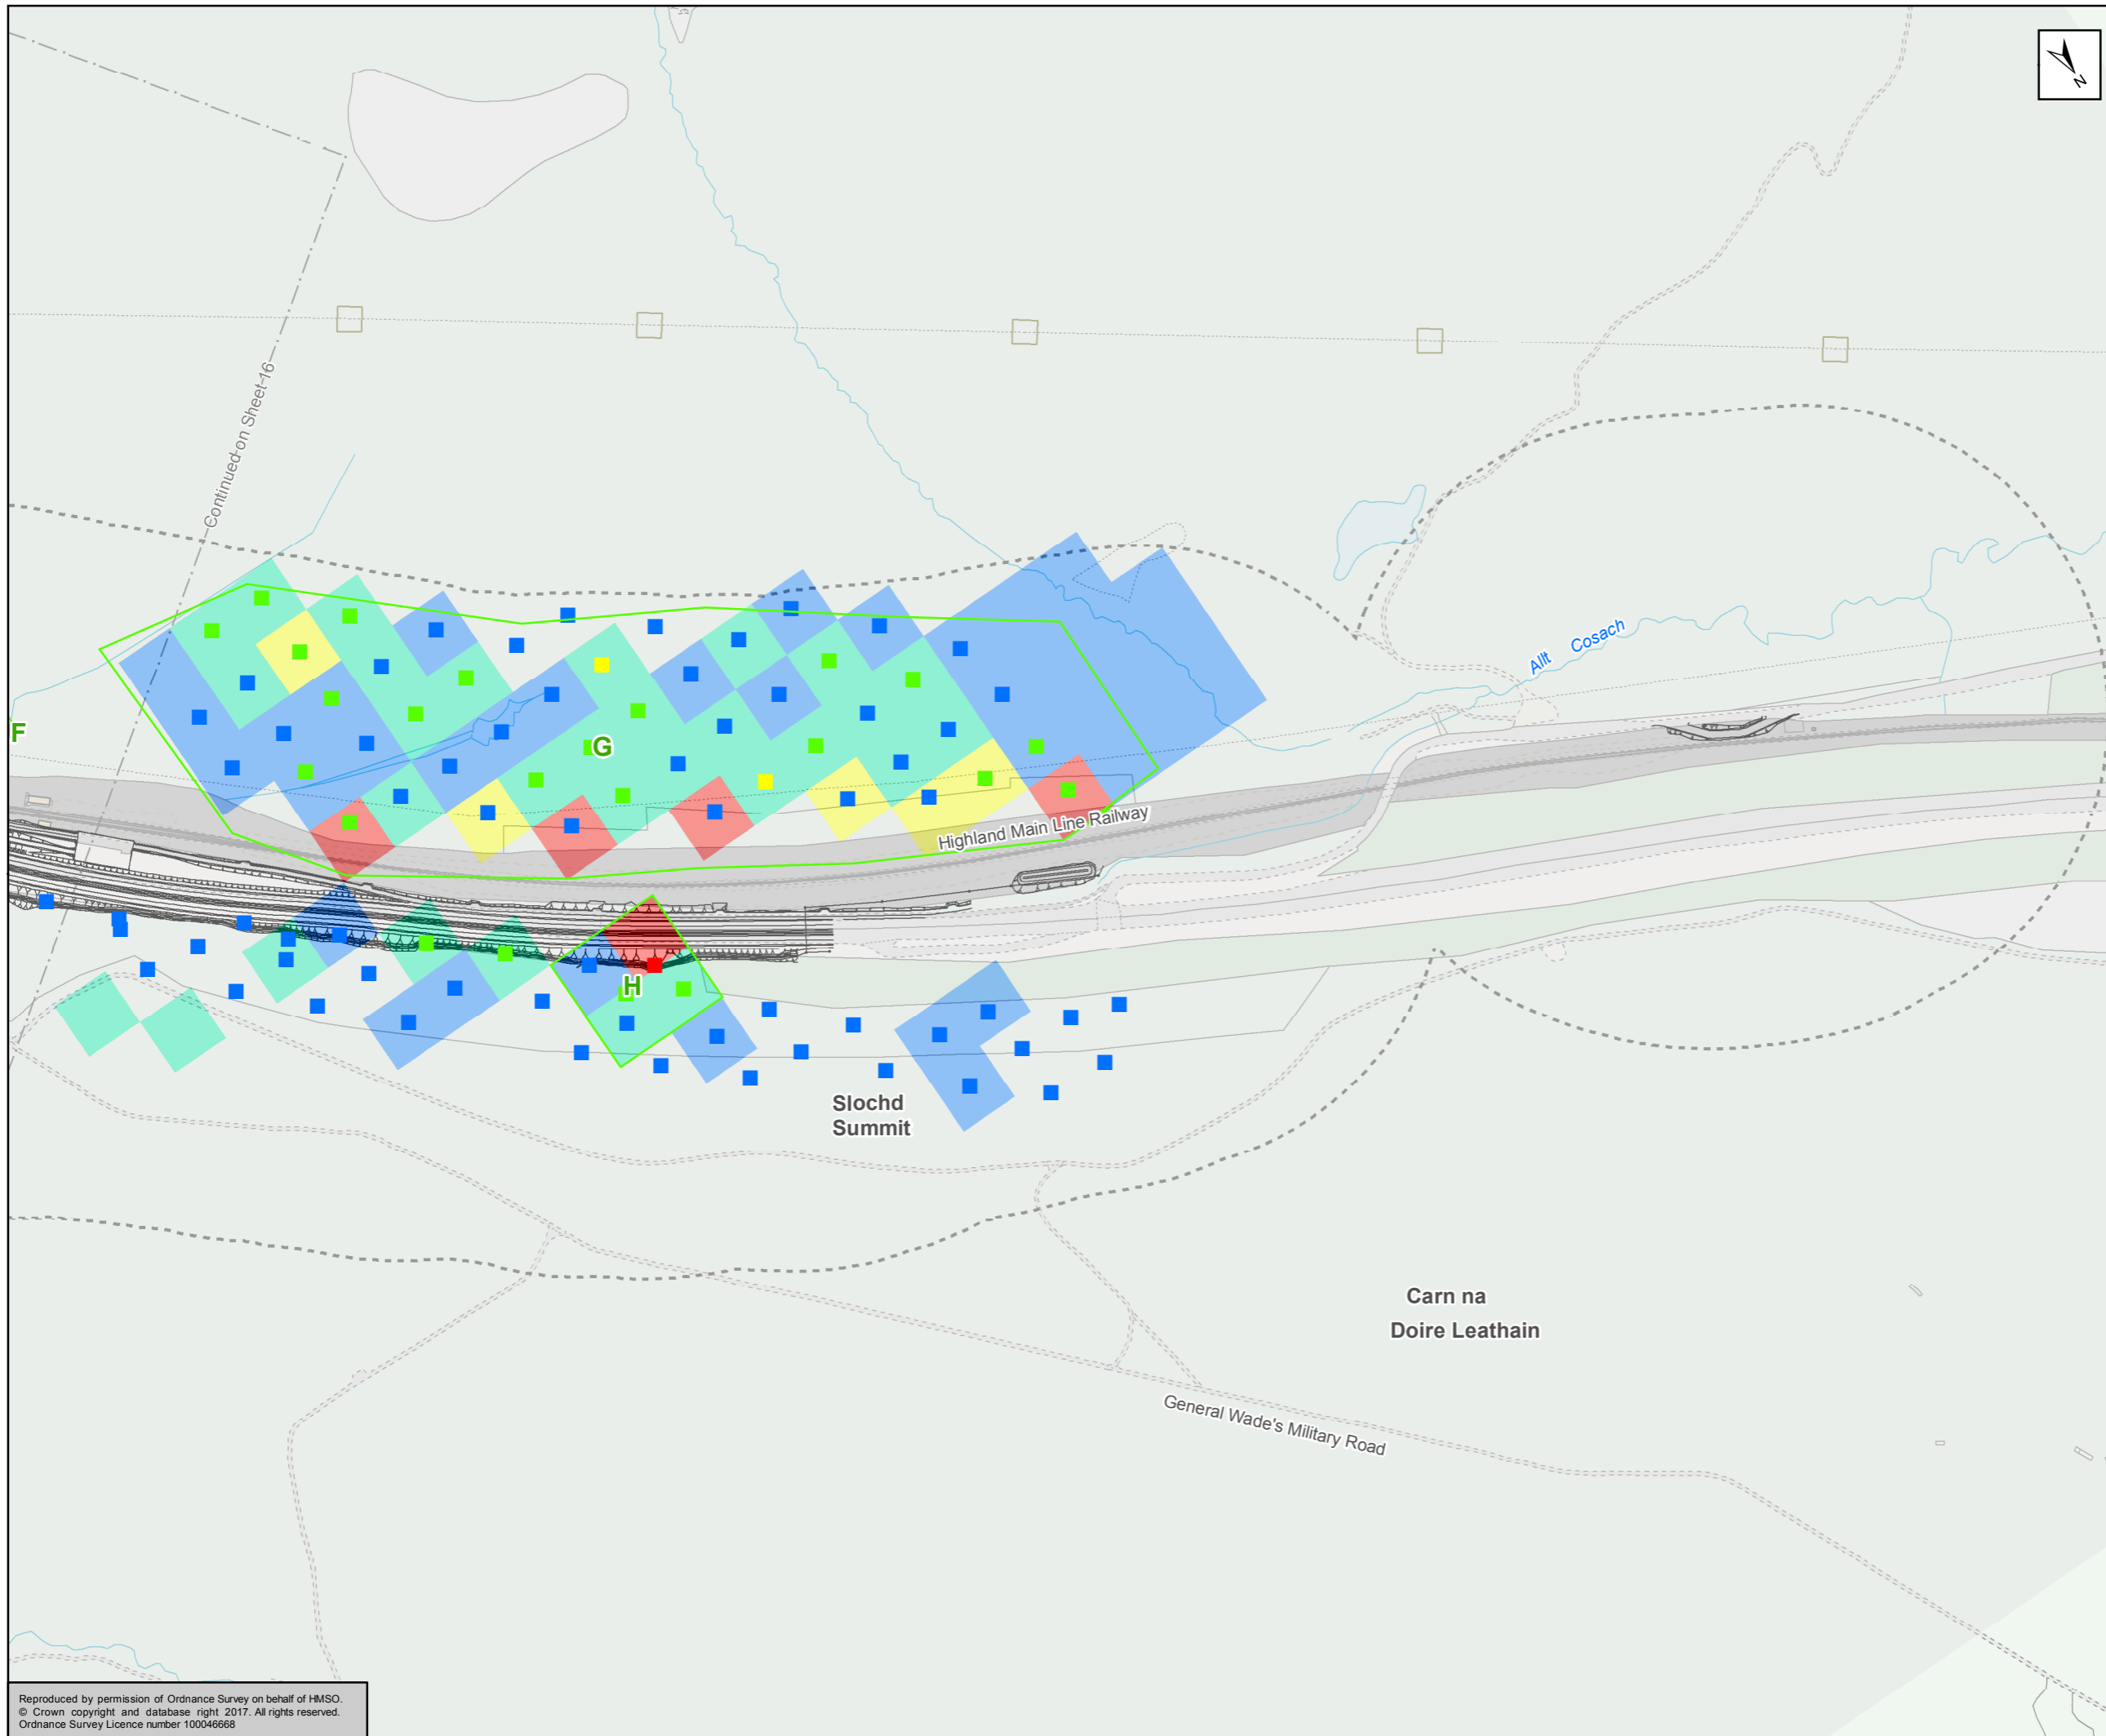 N
Continued on Sheet 16
Allt Cosach
F
G
Highland Main Line Railway
H
Slochd
Summit
Carn na
Doire Leathain
General Wade's Military Road
Reproduced by permission of Ordnance Survey on behalf of HMSO.
© Crown copyright and database right 2017. All rights reserved.
Ordnance Survey Licence number 100046668